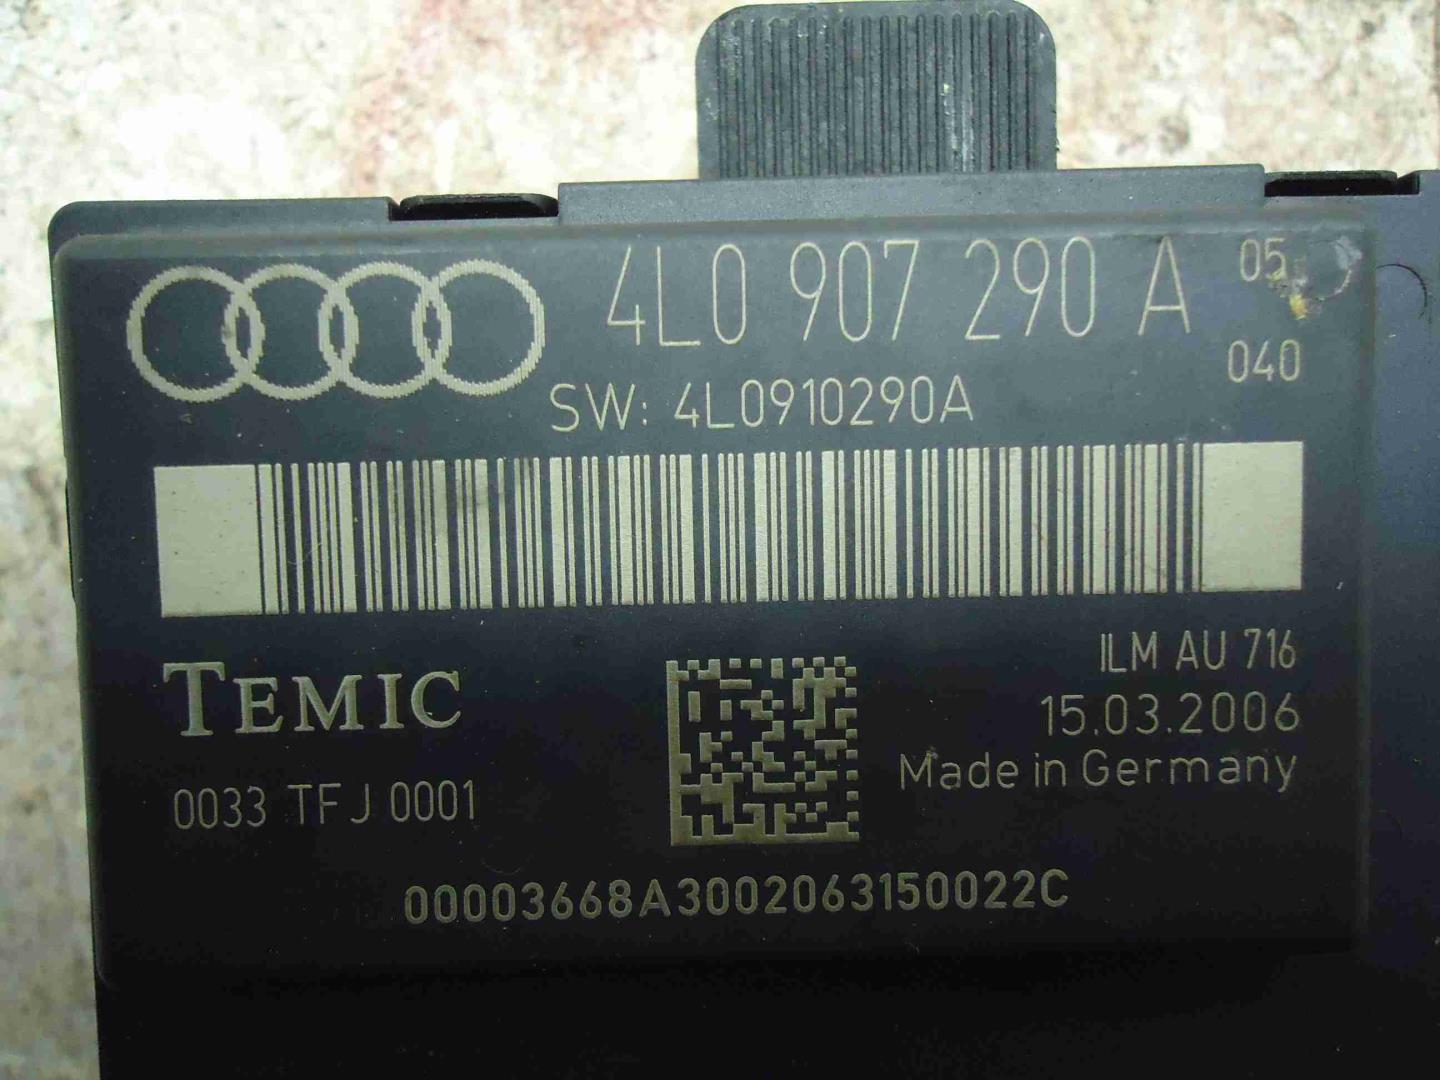 4L0 907 290 A 05
040
SW: 4L0910290A
TEMIC
ILM AU 716
15.03.2006
Made in Germany
0033 TFJ 0001
00003668A3002063150022C